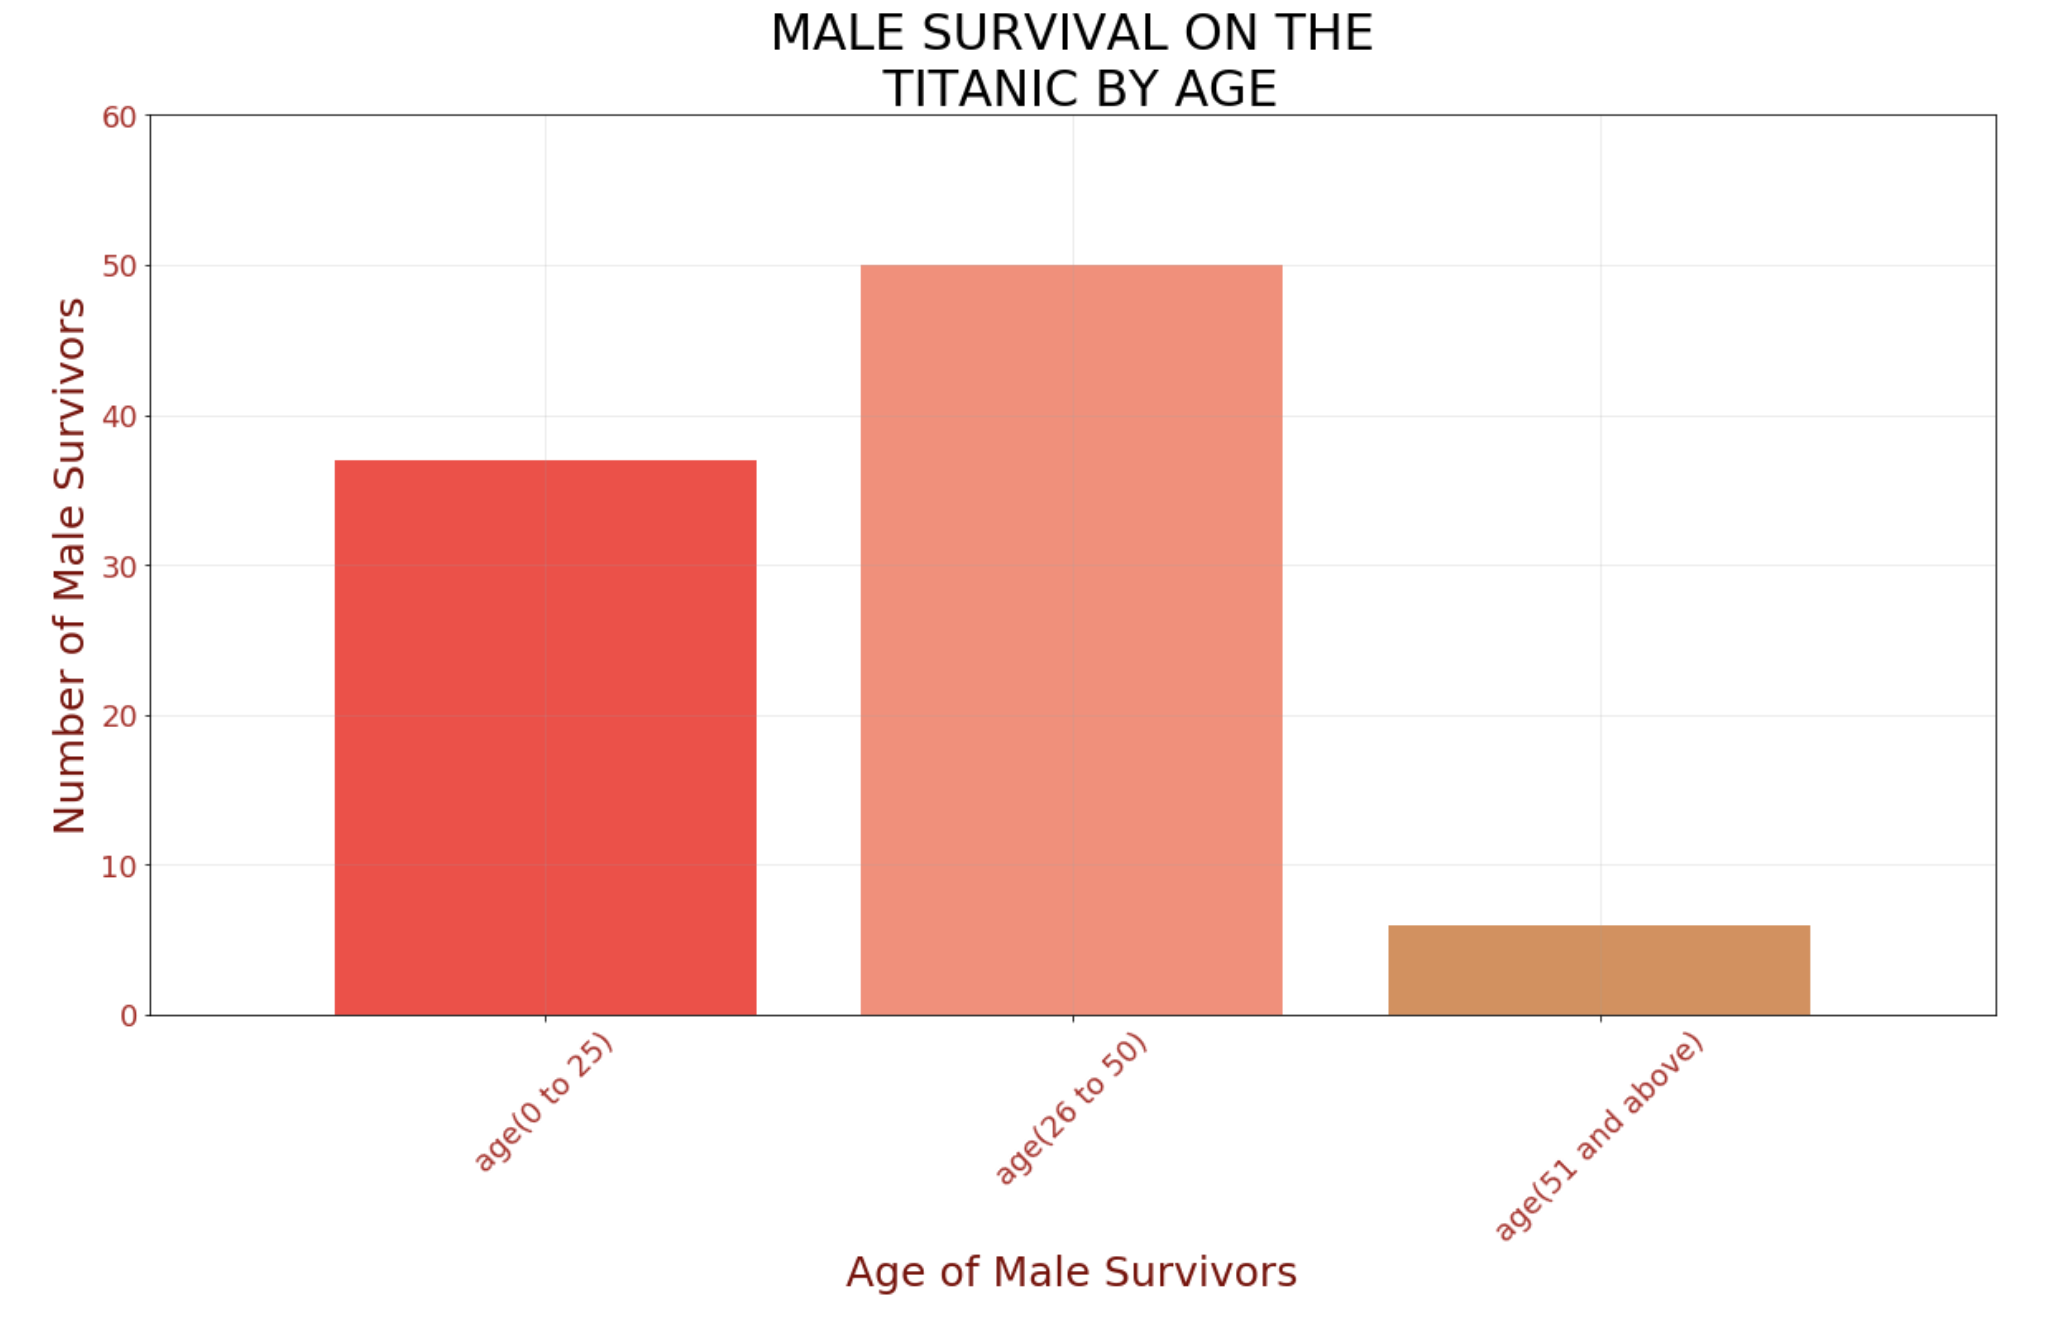 MALE SURVIVAL ON THE
TITANIC BY AGE
60
50
40
30
20
10
0
Number of Male Survivors
age(0 to 25)
age(26 to 50)
age(51 and above)
Age of Male Survivors